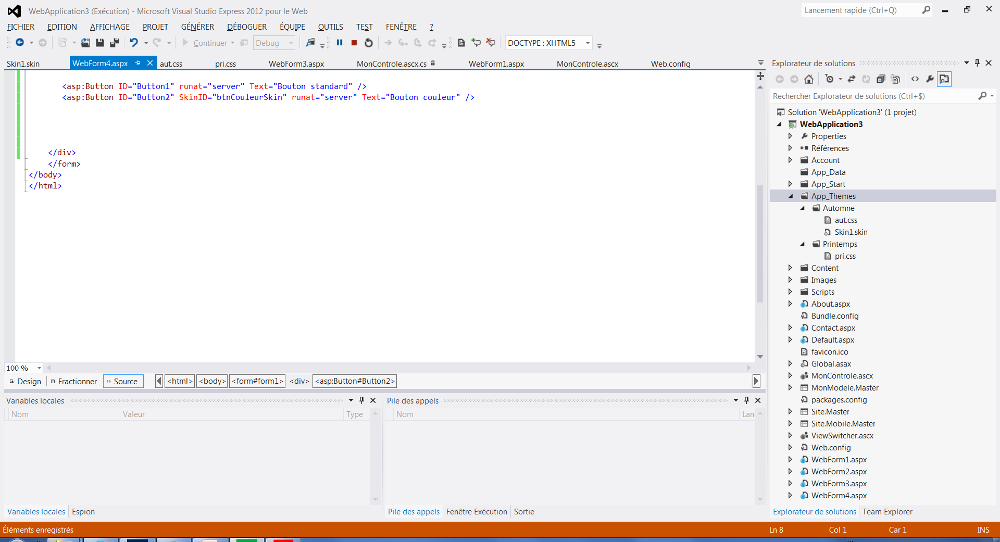 WebApplication3 (Exécution) - Microsoft Visual Studio Express 2012 pour le Web
Lancement rapide (Ctrl+Q)
FICHIER EDITION AFFICHAGE PROJET GÉNÉRER DÉBOGUER ÉQUIPE OUTILS TEST FENÊTRE ?
Continuer Debug DOCTYPE : XHTML5
Skin1.skin WebForm4.aspx aut.css pri.css WebForm3.aspx MonControle.ascx.cs WebForm1.aspx MonControle.ascx Web.config
<asp:Button ID="Button1" runat="server" Text="Bouton standard" />
<asp:Button ID="Button2" SkinID="btnCouleurSkin" runat="server" Text="Bouton couleur" />
</div>
</form>
</body>
</html>
100 %
Design Fractionner Source <html> <body> <form#form1> <div> <asp:Button#Button2>
Variables locales
Nom Valeur Type
Variables locales Espion
Pile des appels
Nom Lan
Pile des appels Fenêtre Exécution Sortie
Explorateur de solutions
Rechercher Explorateur de solutions (Ctrl+$)
Solution 'WebApplication3' (1 projet)
WebApplication3
Properties
Références
Account
App_Data
App_Start
App_Themes
Automne
aut.css
Skin1.skin
Printemps
pri.css
Content
Images
Scripts
About.aspx
Bundle.config
Contact.aspx
Default.aspx
favicon.ico
Global.asax
MonControle.ascx
MonModele.Master
packages.config
Site.Master
Site.Mobile.Master
ViewSwitcher.ascx
Web.config
WebForm1.aspx
WebForm2.aspx
WebForm3.aspx
WebForm4.aspx
Explorateur de solutions Team Explorer
Éléments enregistrés Ln 8 Col 1 Car 1 INS